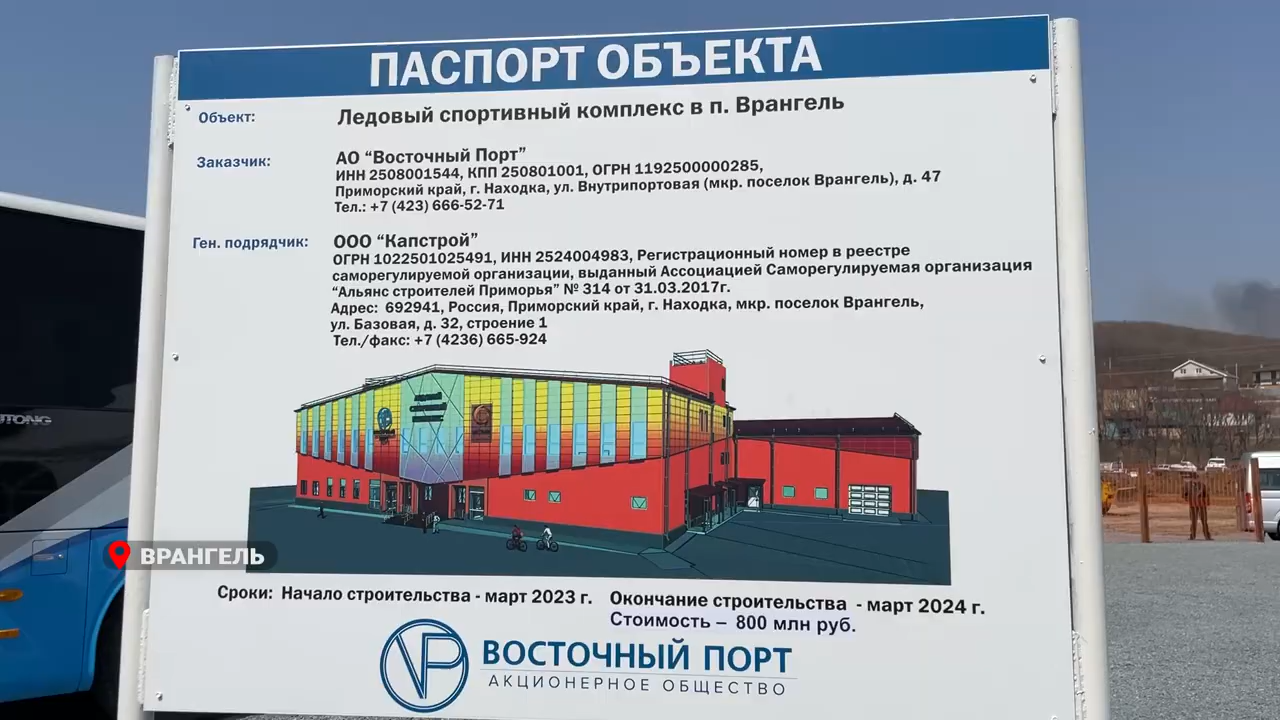 ПАСПОРТ ОБЪЕКТА
Объект: Ледовый спортивный комплекс в п. Врангель
Заказчик: АО “Восточный Порт”
ИНН 2508001544, КПП 250801001, ОГРН 1192500000285,
Приморский край, г. Находка, ул. Внутрипортовая (мкр. поселок Врангель), д. 47
Тел.: +7 (423) 666-52-71
Ген. подрядчик: ООО “Капстрой”
ОГРН 1022501025491, ИНН 2524004983, Регистрационный номер в реестре
саморегулируемой организации, выданный Ассоциацией Саморегулируемая организация
“Альянс строителей Приморья” № 314 от 31.03.2017г.
Адрес: 692941, Россия, Приморский край, г. Находка, мкр. поселок Врангель,
ул. Базовая, д. 32, строение 1
Тел./факс: +7 (4236) 665-924
UTONG
ВРАНГЕЛЬ
Сроки: Начало строительства - март 2023 г. Окончание строительства - март 2024 г.
Стоимость – 800 млн руб.
VP ВОСТОЧНЫЙ ПОРТ
АКЦИОНЕРНОЕ ОБЩЕСТВО